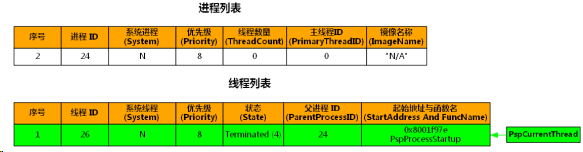 进程列表
序号 进程 ID 系统进程 (System) 优先级 (Priority) 线程数量 (ThreadCount) 主线程ID (PrimaryThreadID) 镜像名称 (ImageName)
2 24 N 8 0 0 "N/A"
线程列表
序号 线程 ID 系统线程 (System) 优先级 (Priority) 状态 (State) 父进程 ID (ParentProcessID) 起始地址与函数名 (StartAddress And FuncName)
1 26 N 8 Terminated (4) 24 0x8001f97e PspProcessStartup
PspCurrentThread